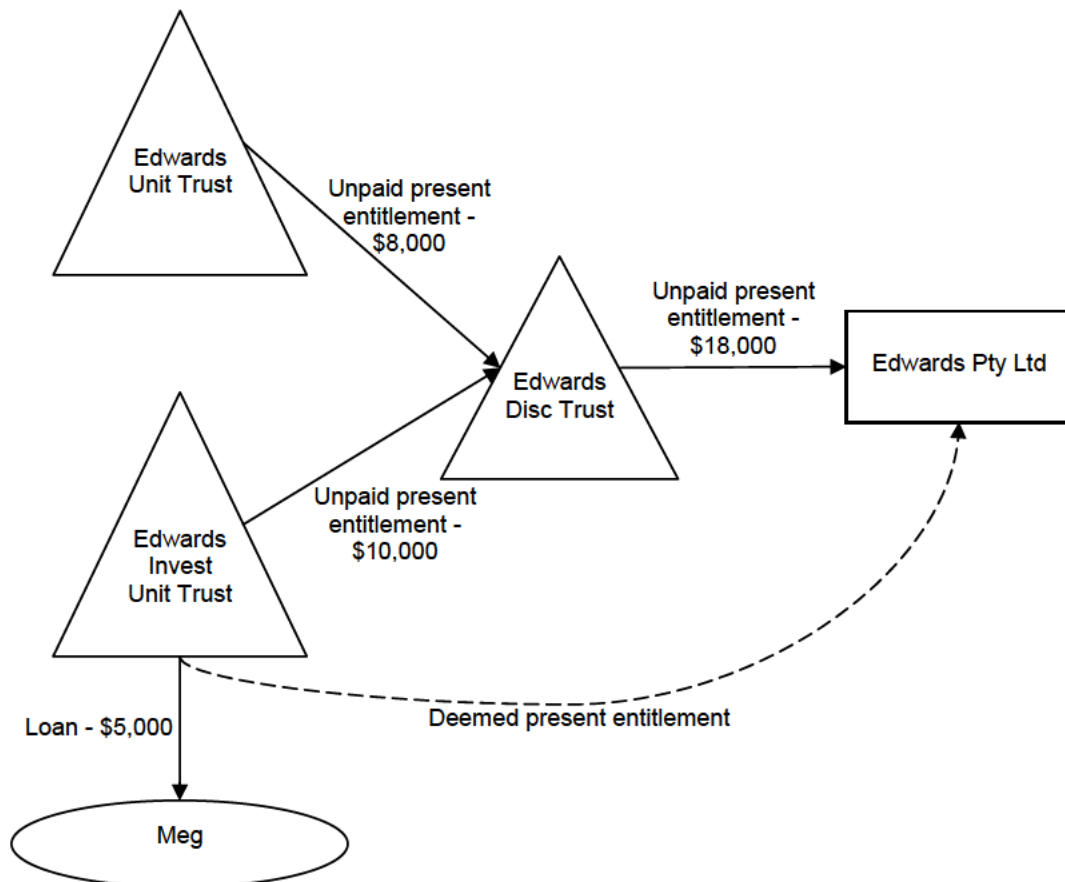 Edwards
Unit Trust
Unpaid present
entitlement -
$8,000
Unpaid present
entitlement -
$18,000
Edwards Pty Ltd
Edwards
Disc Trust
Unpaid present
entitlement -
$10,000
Edwards
Invest
Unit Trust
Loan - $5,000
Deemed present entitlement
Meg